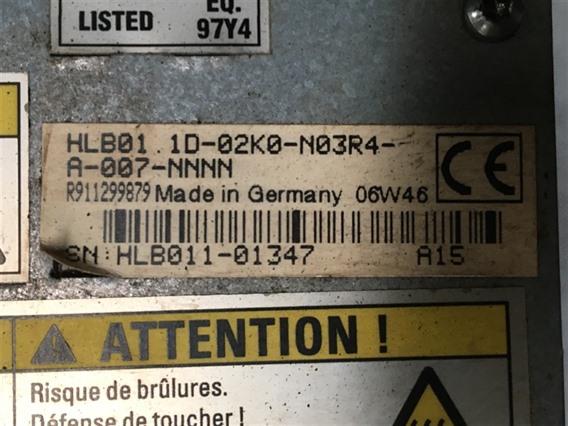 EQ.
LISTED 97Y4
HLB01.1D-02K0-N03R4-
A-007-NNNN
R911299879 Made in Germany 06W46
CE
SN:HLB011-01347 A15
ATTENTION !
Risque de brûlures.
Défense de toucher !